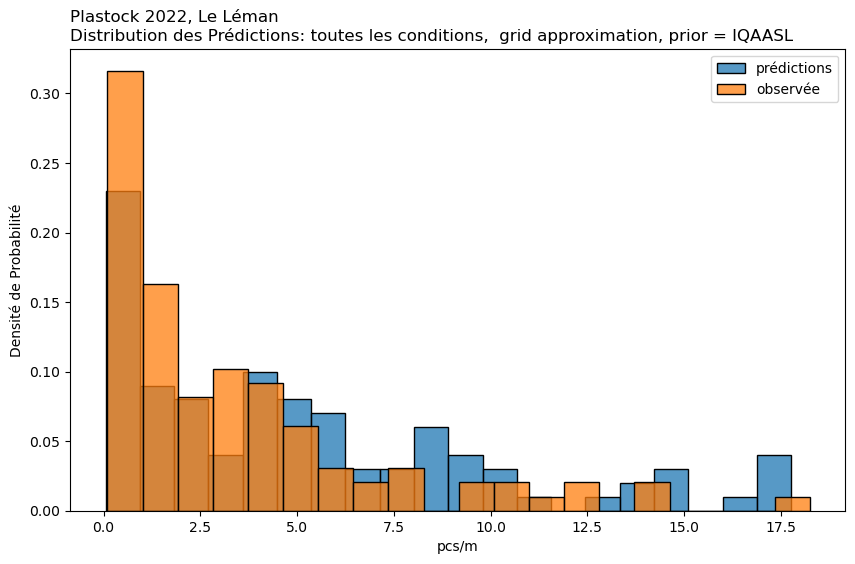 Plastock 2022, Le Léman
Distribution des Prédictions: toutes les conditions,  grid approximation, prior = IQAASL
prédictions
observée
Densité de Probabilité
0.30
0.25
0.20
0.15
0.10
0.05
0.00
0.0 2.5 5.0 7.5 10.0 12.5 15.0 17.5
pcs/m